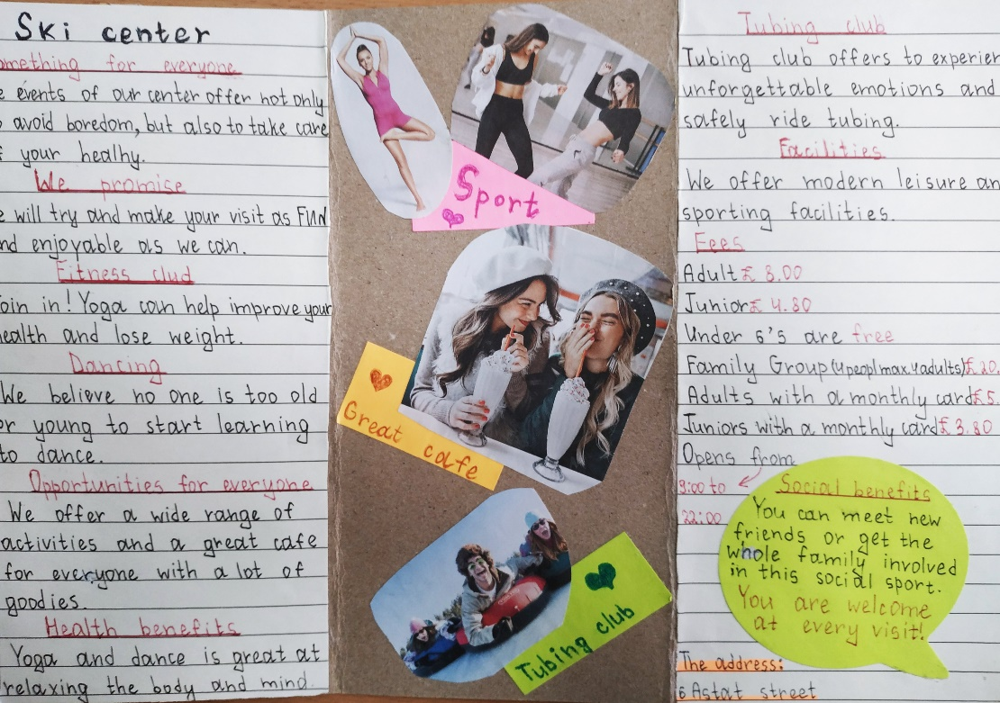 Ski center
omething for everyone
e events of our center offer not only
o avoid boredom, but also to take care
f your healhy.
We promise
e will try and make your visit as FUN
nd enjoyable as we can.
Fitness clud
oin in! Yoga can help improve your
health and lose weight.
Dancing
We believe no one is too old
or young to start learning
to dance.
Opportunities for everyone
We offer a wide range of
activities and a great cafe
for everyone with a lot of
goodies.
Health benefits
Yoga and dance is great at
relaxing the body and mind.
Sport
Great cafe
Tubing club
Tubing club
Tubing club offers to experien
unforgettable emotions and
safely ride tubing.
Facilities
We offer modern leisure an
sporting facilities.
Fees
Adult £ 8.00
Junior £ 4.80
Under 6's are free
Family Group (4 peopl max. 4 adults) £ 20.
Adults with a monthly card £ 5.
Juniors with a monthly card £ 3.80
Opens from
9:00 to
22:00
Social benefits
You can meet new
friends or get the
whole family involved
in this social sport.
You are welcome
at every visit!
The address:
6 Astat street